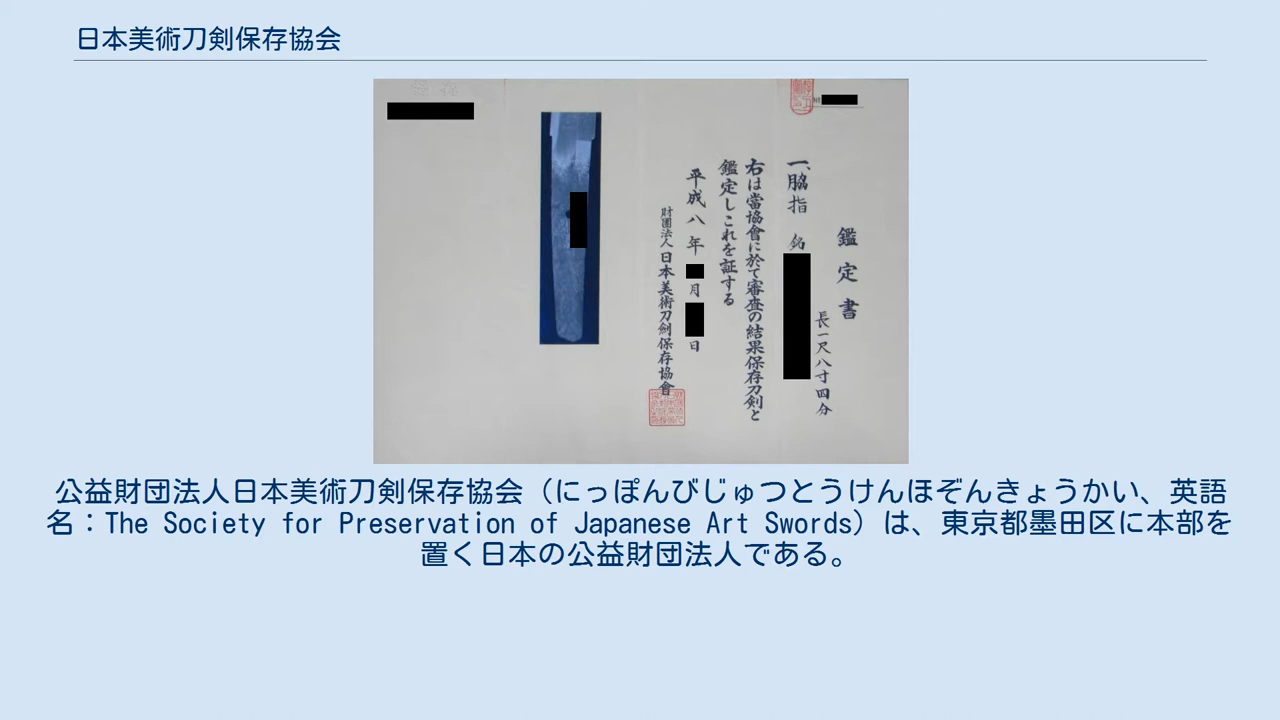 日本美術刀剣保存協会
鑑定書
長一尺八寸四分
一、脇指 銘
右は當協會に於て審査の結果保存刀剣と
鑑定しこれを証する
平成八年 月 日
財團法人日本美術刀劍保存協會
公益財団法人日本美術刀剣保存協会（にっぽんびじゅつとうけんほぞんきょうかい、英語
名：The Society for Preservation of Japanese Art Swords）は、東京都墨田区に本部を
置く日本の公益財団法人である。